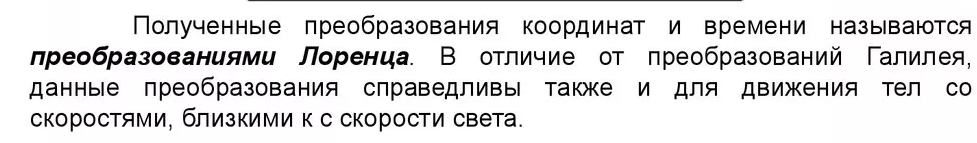 Полученные преобразования координат и времени называются
преобразованиями Лоренца. В отличие от преобразований Галилея,
данные преобразования справедливы также и для движения тел со
скоростями, близкими к с скорости света.